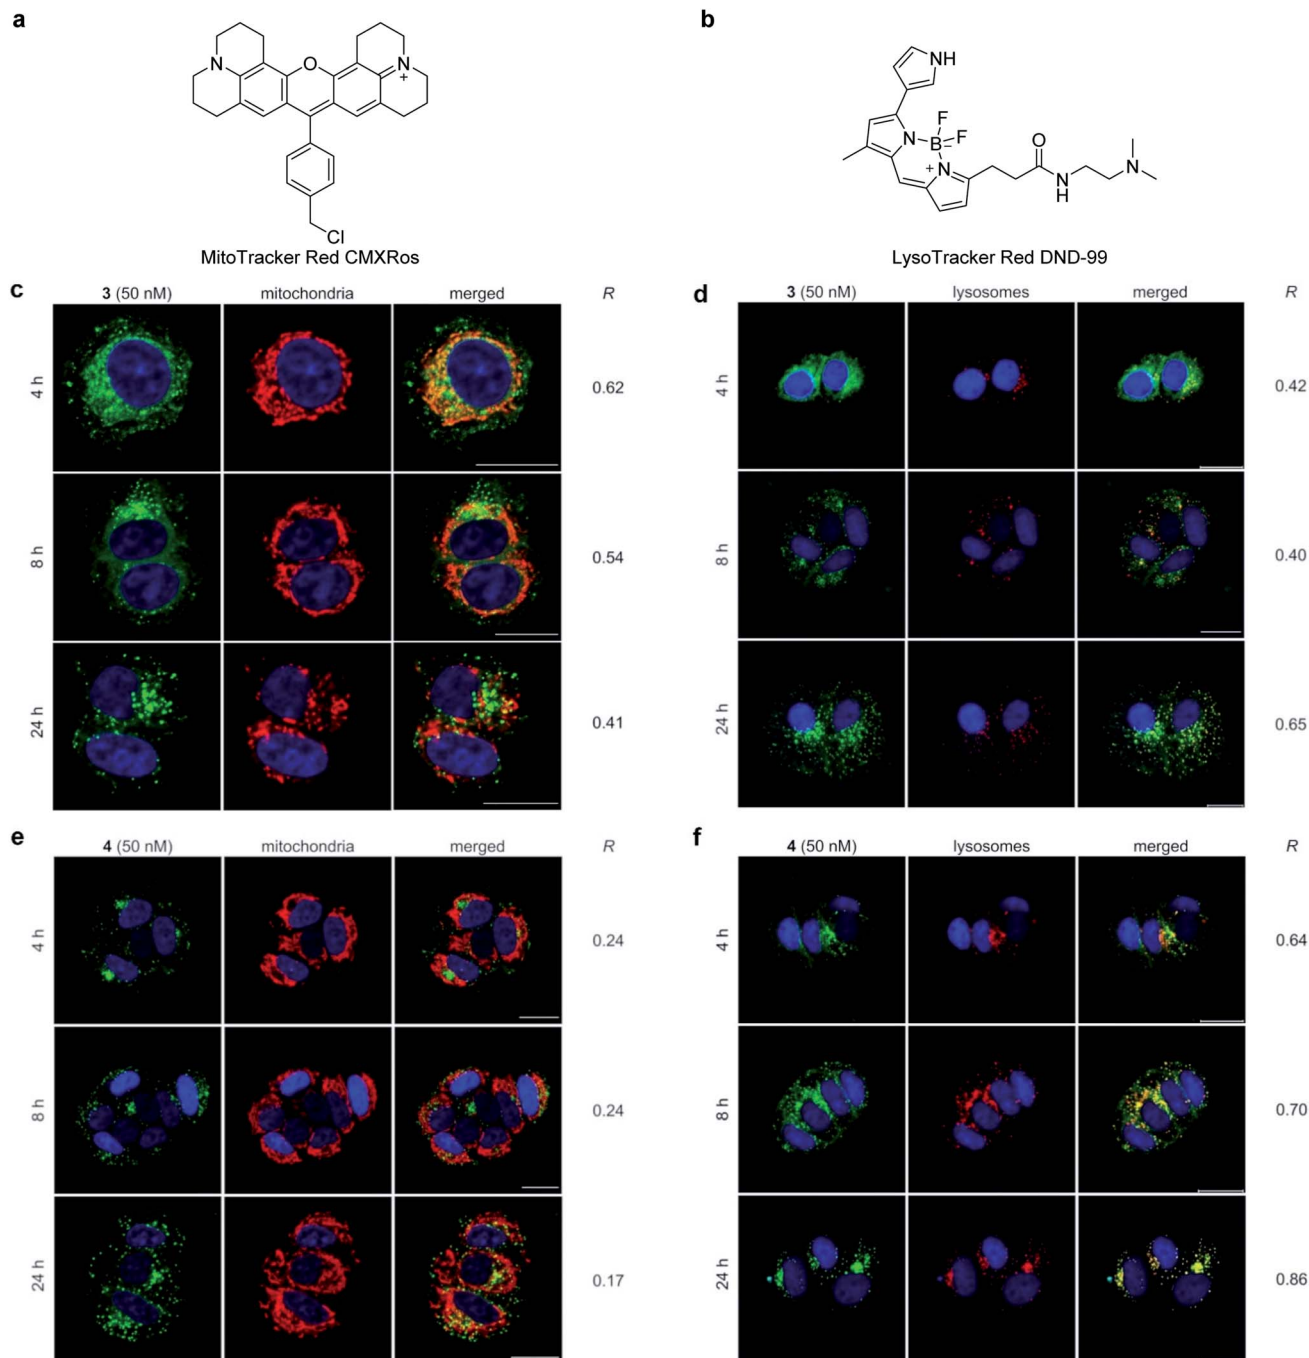 a
N
O
N
+
Cl
MitoTracker Red CMXRos
b
NH
F
F
N
B
=
+
N
O
N
H
N
LysoTracker Red DND-99
c
3 (50 nM) mitochondria merged R
4 h 0.62
8 h 0.54
24 h 0.41
d
3 (50 nM) lysosomes merged R
4 h 0.42
8 h 0.40
24 h 0.65
e
4 (50 nM) mitochondria merged R
4 h 0.24
8 h 0.24
24 h 0.17
f
4 (50 nM) lysosomes merged R
4 h 0.64
8 h 0.70
24 h 0.86